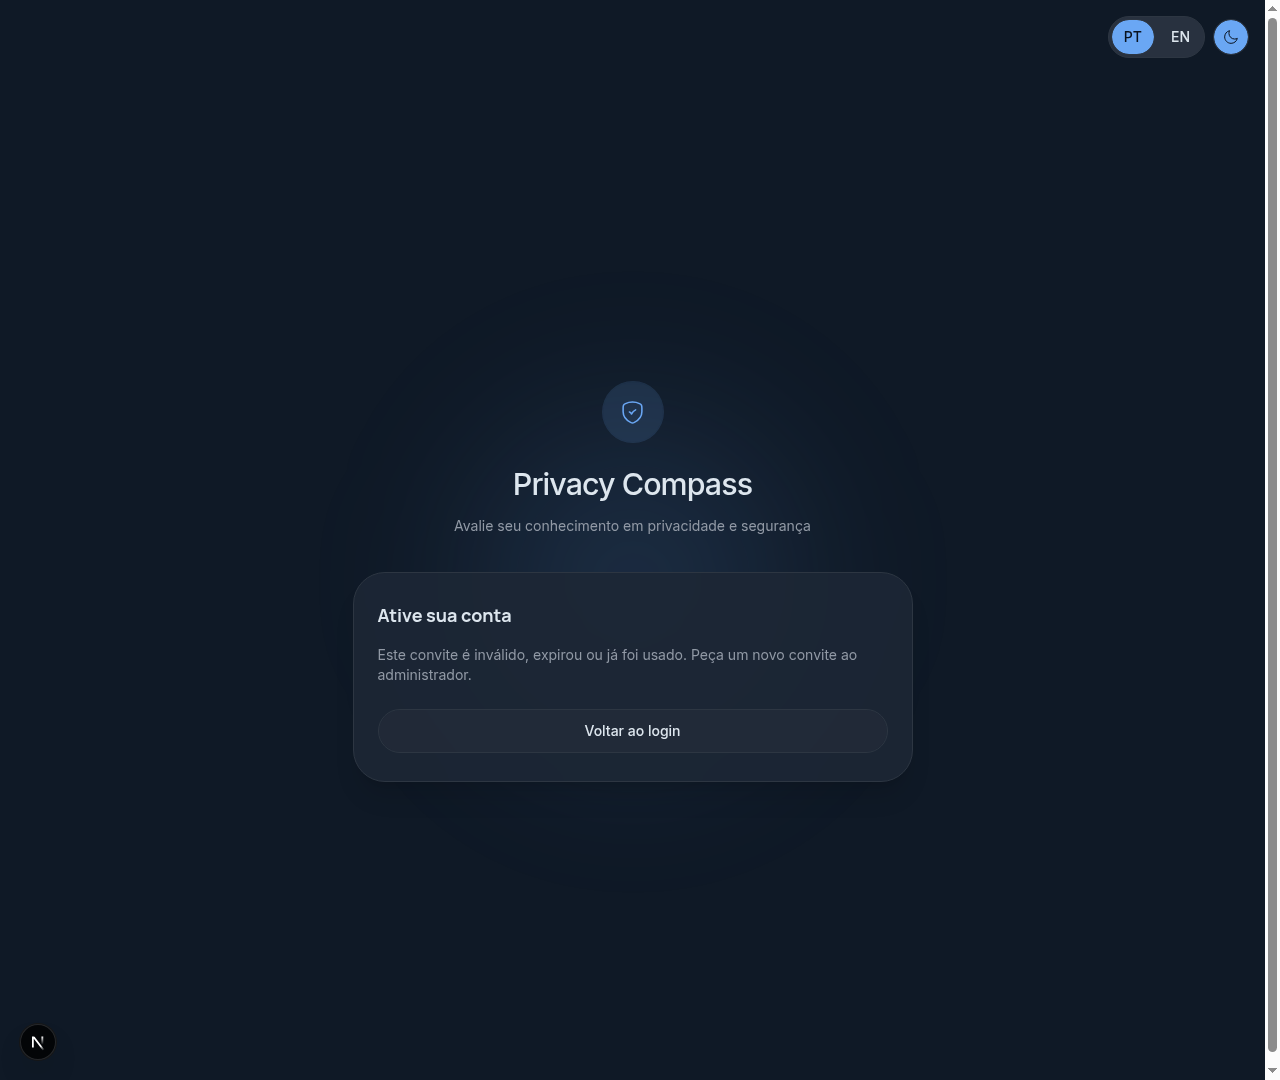 PT EN
Privacy Compass
Avalie seu conhecimento em privacidade e segurança
Ative sua conta
Este convite é inválido, expirou ou já foi usado. Peça um novo convite ao
administrador.
Voltar ao login
N